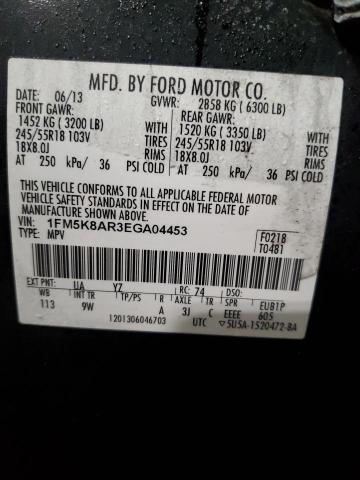 MFD. BY FORD MOTOR CO.
DATE: 06/13 GVWR: 2858 KG ( 6300 LB)
FRONT GAWR: REAR GAWR:
1452 KG ( 3200 LB) WITH 1520 KG ( 3350 LB) WITH
245/55R18 103V TIRES 245/55R18 103V TIRES
18X8.0J RIMS 18X8.0J RIMS
AT 250 kPa/ 36 PSI COLD AT 250 kPa/ 36 PSI COLD
THIS VEHICLE CONFORMS TO ALL APPLICABLE FEDERAL MOTOR
VEHICLE SAFETY STANDARDS IN EFFECT ON THE DATE OF
MANUFACTURE SHOWN ABOVE.
VIN: 1FM5K8AR3EGA04453 F0218
TYPE: MPV T0481
EXT PNT: UA YZ RC: 74 DSO:
WB INT TR TP/PS R AXLE TR SPR EUB1P
113 9W A 3J C EEEE 605
1201306046703 UTC ▽5U5A-1520472-BA